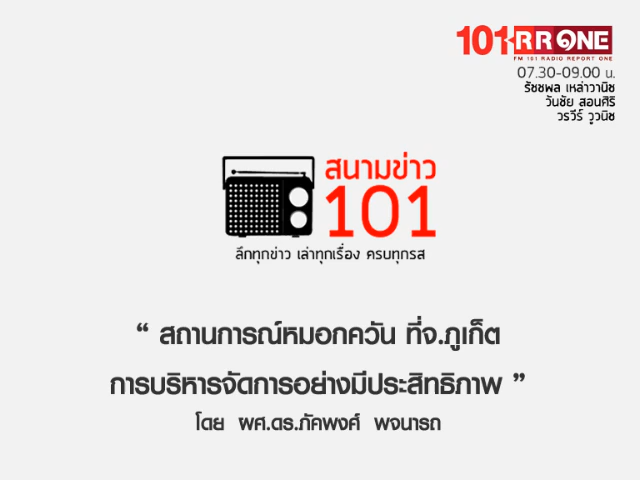 101 RR ONE
FM 101 RADIO REPORT ONE
07.30-09.00 น.
รัชชพล เหล่าวานิช
วันชัย สอนศิริ
วรวีร์ วูวนิช
สนามข่าว
101
ลึกทุกข่าว เล่าทุกเรื่อง ครบทุกรส
“ สถานการณ์หมอกควัน ที่จ.ภูเก็ต
การบริหารจัดการอย่างมีประสิทธิภาพ ”
โดย ผศ.ดร.ภัคพงศ์ พจนารถ